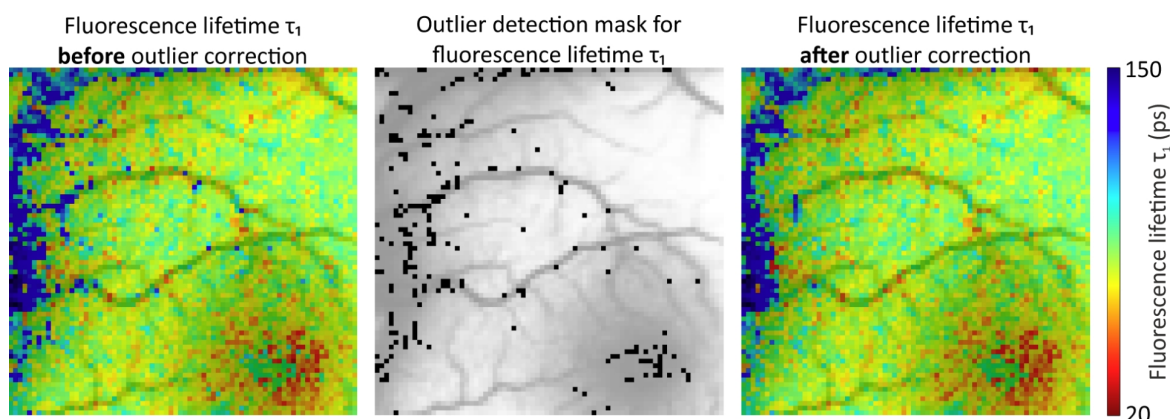 Fluorescence lifetime τ₁
before outlier correction
Outlier detection mask for
fluorescence lifetime τ₁
Fluorescence lifetime τ₁
after outlier correction
150
Fluorescence lifetime τ₁ (ps)
20